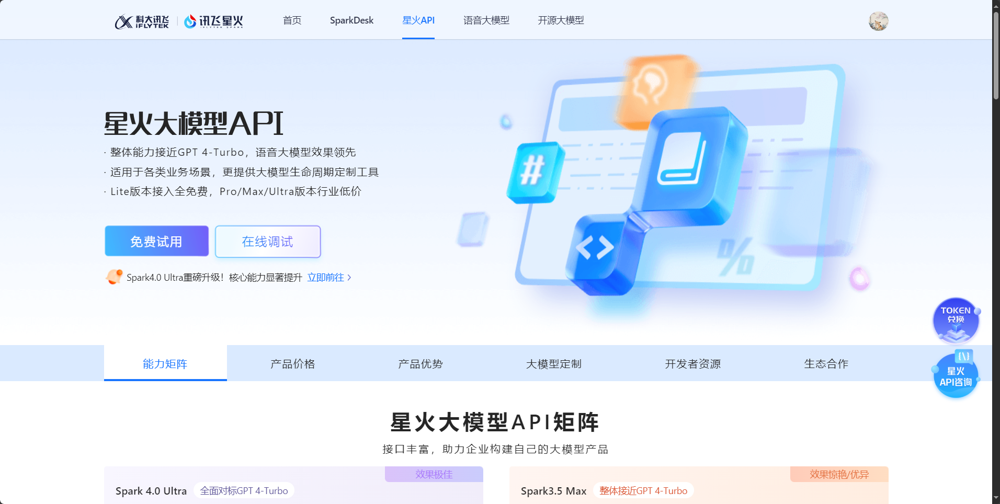 科大讯飞 iFLYTEK 讯飞星火 IFLYTEK SPARK 首页 SparkDesk 星火API 语音大模型 开源大模型
星火大模型API
· 整体能力接近GPT 4-Turbo，语音大模型效果领先
· 适用于各类业务场景，更提供大模型生命周期定制工具
· Lite版本接入全免费，Pro/Max/Ultra版本行业低价
免费试用 在线调试
Spark4.0 Ultra重磅升级！核心能力显著提升 立即前往 >
#
< >
%
TOKEN
兑换
{\}
星火
API咨询
能力矩阵 产品价格 产品优势 大模型定制 开发者资源 生态合作
星火大模型API矩阵
接口丰富，助力企业构建自己的大模型产品
效果极佳
Spark 4.0 Ultra 全面对标GPT 4-Turbo
效果惊艳/优异
Spark3.5 Max 整体接近GPT 4-Turbo